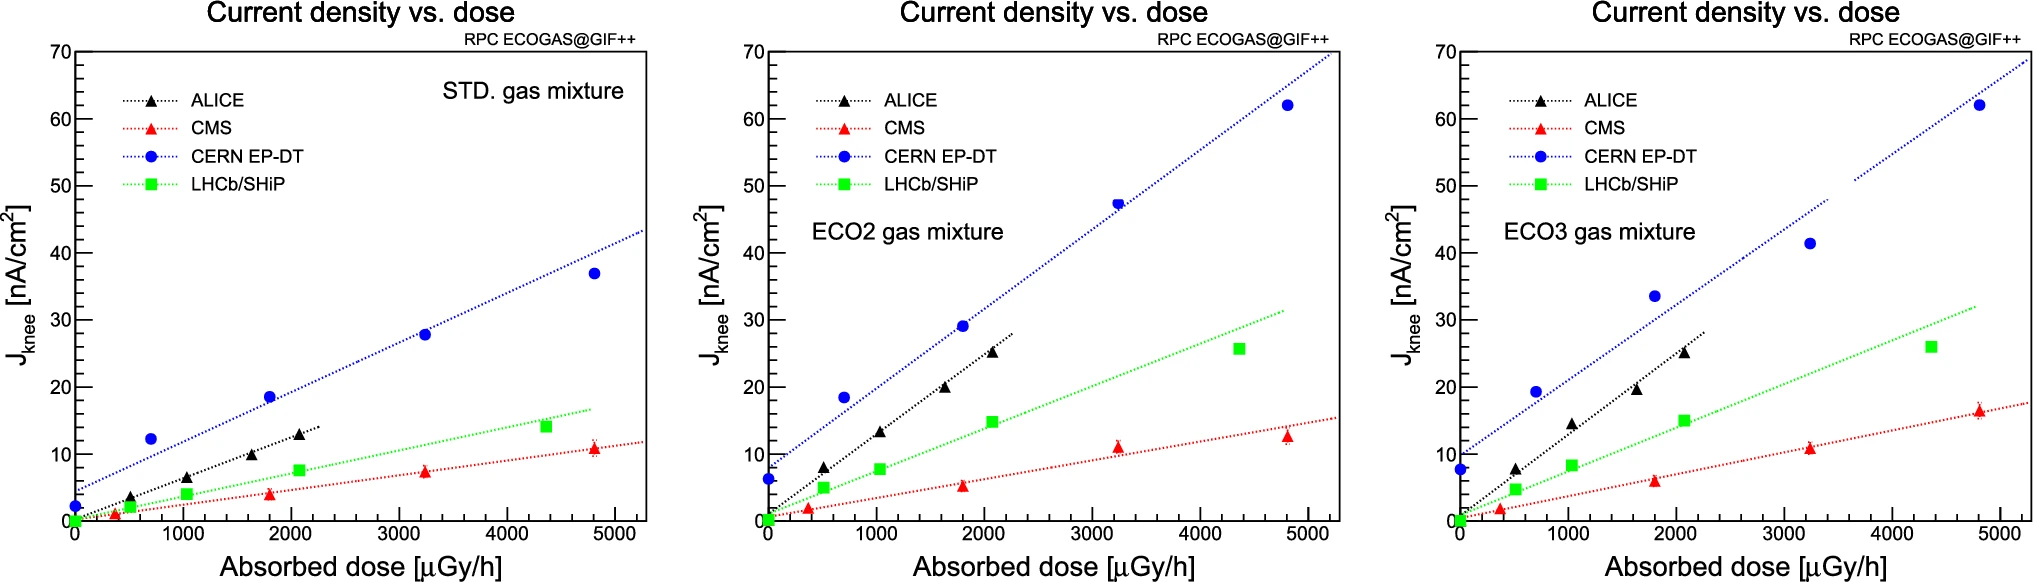 Current density vs. dose
RPC ECOGAS@GIF++
70
60
50
40
30
20
10
0
J_knee [nA/cm²]
ALICE
CMS
CERN EP-DT
LHCb/SHiP
STD. gas mixture
0 1000 2000 3000 4000 5000
Absorbed dose [μGy/h]
Current density vs. dose
RPC ECOGAS@GIF++
70
60
50
40
30
20
10
0
J_knee [nA/cm²]
ALICE
CMS
CERN EP-DT
LHCb/SHiP
ECO2 gas mixture
0 1000 2000 3000 4000 5000
Absorbed dose [μGy/h]
Current density vs. dose
RPC ECOGAS@GIF++
70
60
50
40
30
20
10
0
J_knee [nA/cm²]
ALICE
CMS
CERN EP-DT
LHCb/SHiP
ECO3 gas mixture
0 1000 2000 3000 4000 5000
Absorbed dose [μGy/h]